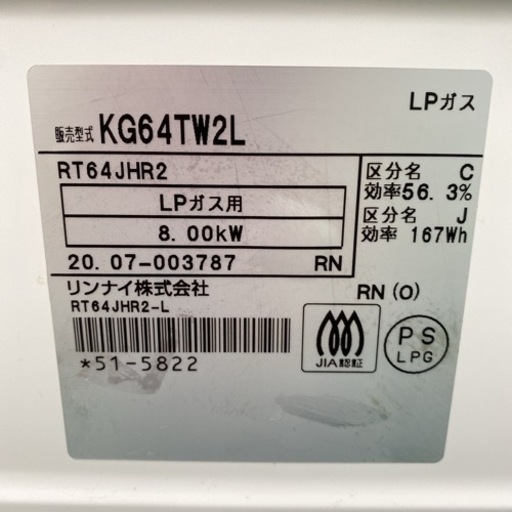 LPガス
販売型式 KG64TW2L
RT64JHR2
LPガス用
8.00kW
20.07-003787 RN
区分名 C
効率56.3%
区分名 J
効率 167Wh
リンナイ株式会社
RN(O)
RT64JHR2-L
*51-5822
JIA認証
PS
LPG